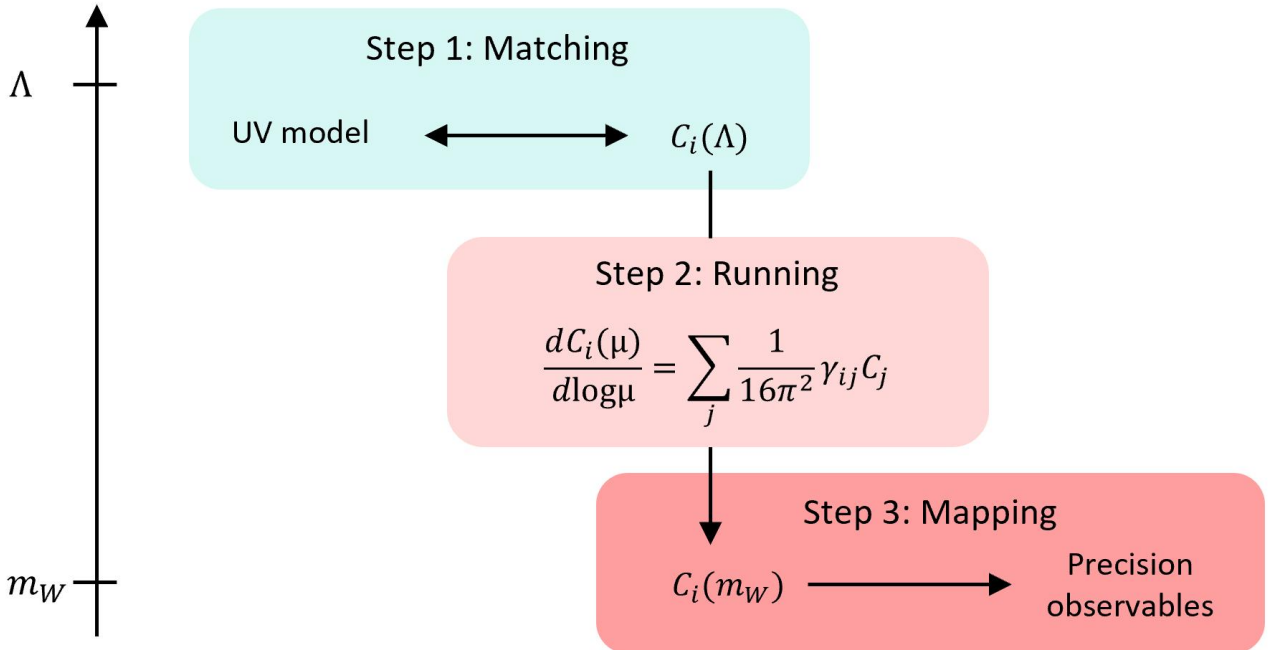 Step 1: Matching
Λ
UV model
C_i(Λ)
Step 2: Running
dC_i(μ)/dlogμ = ∑_j 1/16π² γ_ij C_j
Step 3: Mapping
m_W
C_i(m_W)
Precision
observables